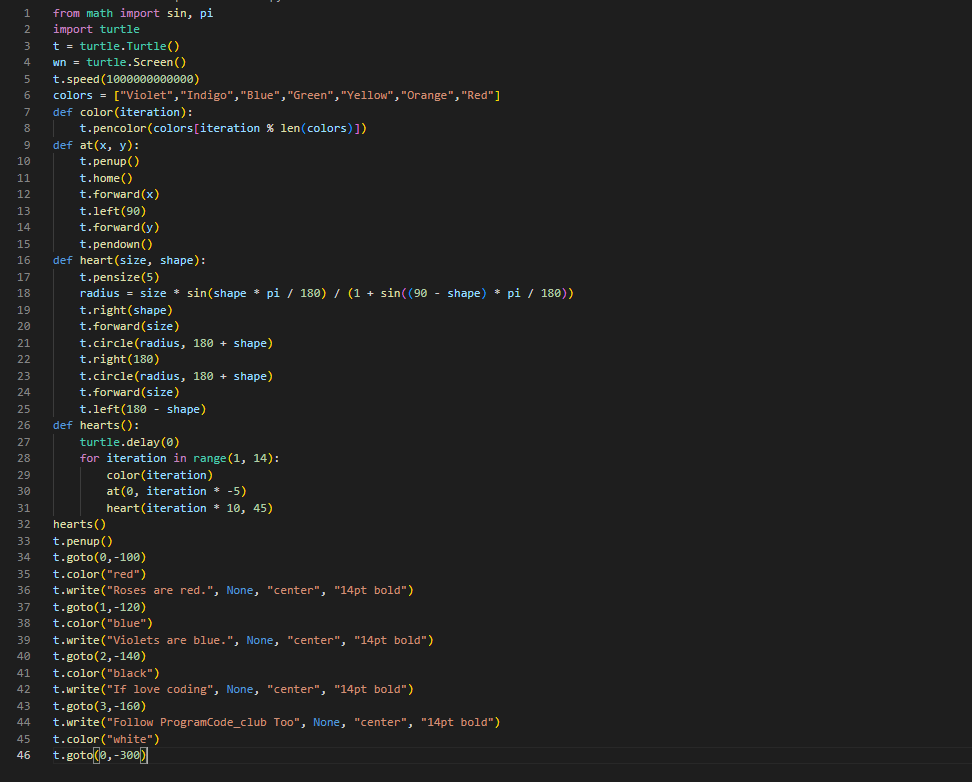 1 from math import sin, pi
2 import turtle
3 t = turtle.Turtle()
4 wn = turtle.Screen()
5 t.speed(1000000000000)
6 colors = ["Violet","Indigo","Blue","Green","Yellow","Orange","Red"]
7 def color(iteration):
8     t.pencolor(colors[iteration % len(colors)])
9 def at(x, y):
10     t.penup()
11     t.home()
12     t.forward(x)
13     t.left(90)
14     t.forward(y)
15     t.pendown()
16 def heart(size, shape):
17     t.pensize(5)
18     radius = size * sin(shape * pi / 180) / (1 + sin((90 - shape) * pi / 180))
19     t.right(shape)
20     t.forward(size)
21     t.circle(radius, 180 + shape)
22     t.right(180)
23     t.circle(radius, 180 + shape)
24     t.forward(size)
25     t.left(180 - shape)
26 def hearts():
27     turtle.delay(0)
28     for iteration in range(1, 14):
29         color(iteration)
30         at(0, iteration * -5)
31         heart(iteration * 10, 45)
32 hearts()
33 t.penup()
34 t.goto(0,-100)
35 t.color("red")
36 t.write("Roses are red.", None, "center", "14pt bold")
37 t.goto(1,-120)
38 t.color("blue")
39 t.write("Violets are blue.", None, "center", "14pt bold")
40 t.goto(2,-140)
41 t.color("black")
42 t.write("If love coding", None, "center", "14pt bold")
43 t.goto(3,-160)
44 t.write("Follow ProgramCode_club Too", None, "center", "14pt bold")
45 t.color("white")
46 t.goto(0,-300)